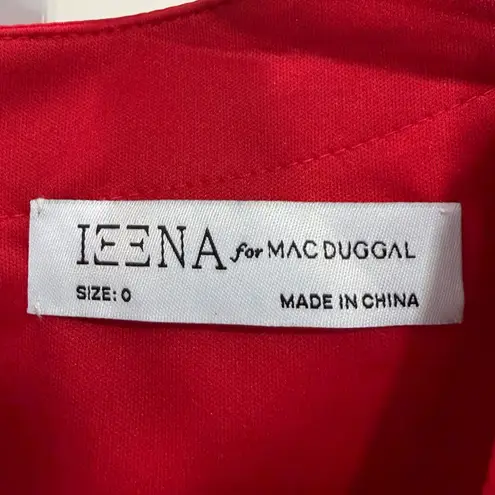 IEENA for MAC DUGGAL
SIZE: 0
MADE IN CHINA